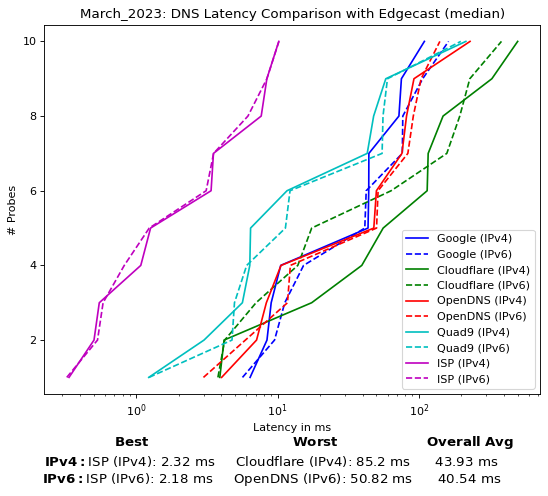 March_2023: DNS Latency Comparison with Edgecast (median)
10
8
6
4
2
# Probes
Google (IPv4)
Google (IPv6)
Cloudflare (IPv4)
Cloudflare (IPv6)
OpenDNS (IPv4)
OpenDNS (IPv6)
Quad9 (IPv4)
Quad9 (IPv6)
ISP (IPv4)
ISP (IPv6)
10⁰ 10¹ 10²
Latency in ms
Best Worst Overall Avg
IPv4: ISP (IPv4): 2.32 ms Cloudflare (IPv4): 85.2 ms 43.93 ms
IPv6: ISP (IPv6): 2.18 ms OpenDNS (IPv6): 50.82 ms 40.54 ms